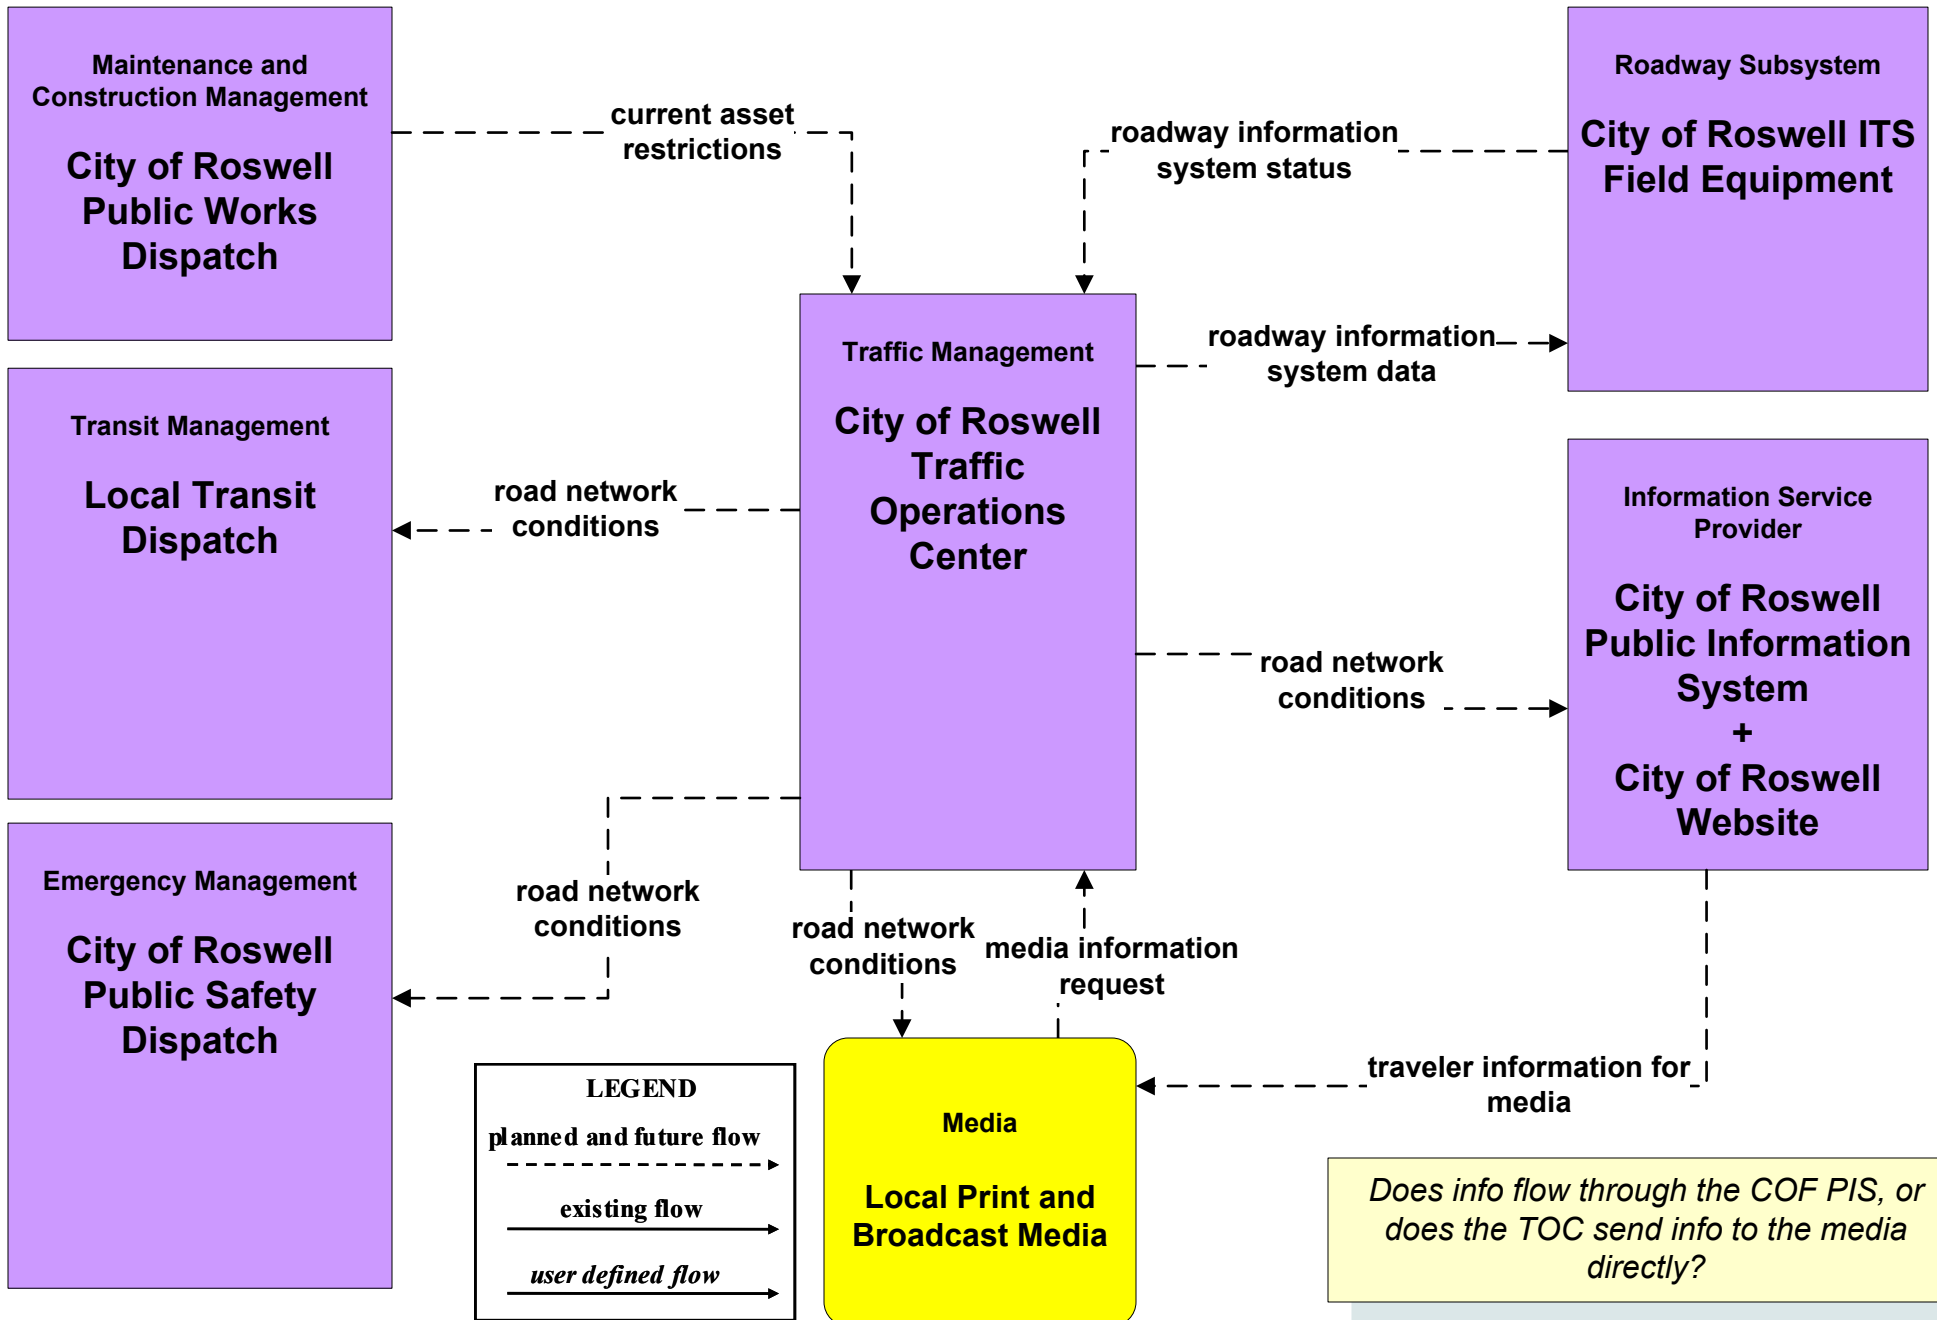 Maintenance and
Construction Management
City of Roswell
Public Works
Dispatch
current asset
restrictions
roadway information
system status
Roadway Subsystem
City of Roswell ITS
Field Equipment
Traffic Management
City of Roswell
Traffic
Operations
Center
roadway information
system data
Transit Management
Local Transit
Dispatch
road network
conditions
Information Service
Provider
City of Roswell
Public Information
System
+
City of Roswell
Website
road network
conditions
Emergency Management
City of Roswell
Public Safety
Dispatch
road network
conditions
road network
conditions
media information
request
traveler information for
media
LEGEND
planned and future flow
existing flow
user defined flow
Media
Local Print and
Broadcast Media
Does info flow through the COF PIS, or
does the TOC send info to the media
directly?